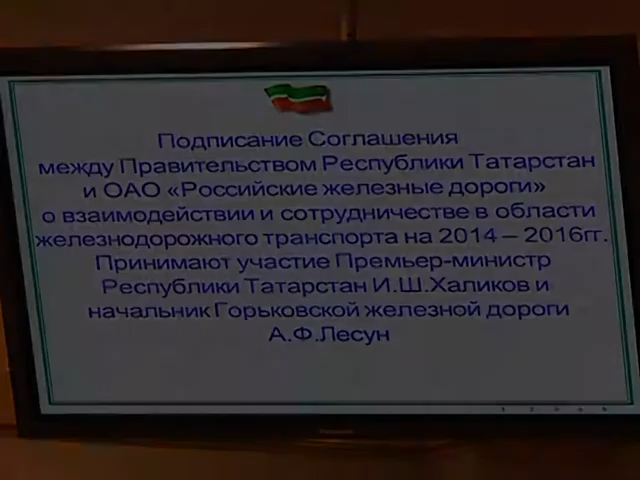 Подписание Соглашения
между Правительством Республики Татарстан
и ОАО «Российские железные дороги»
о взаимодействии и сотрудничестве в области
железнодорожного транспорта на 2014 – 2016гг.
Принимают участие Премьер-министр
Республики Татарстан И.Ш.Халиков и
начальник Горьковской железной дороги
А.Ф.Лесун